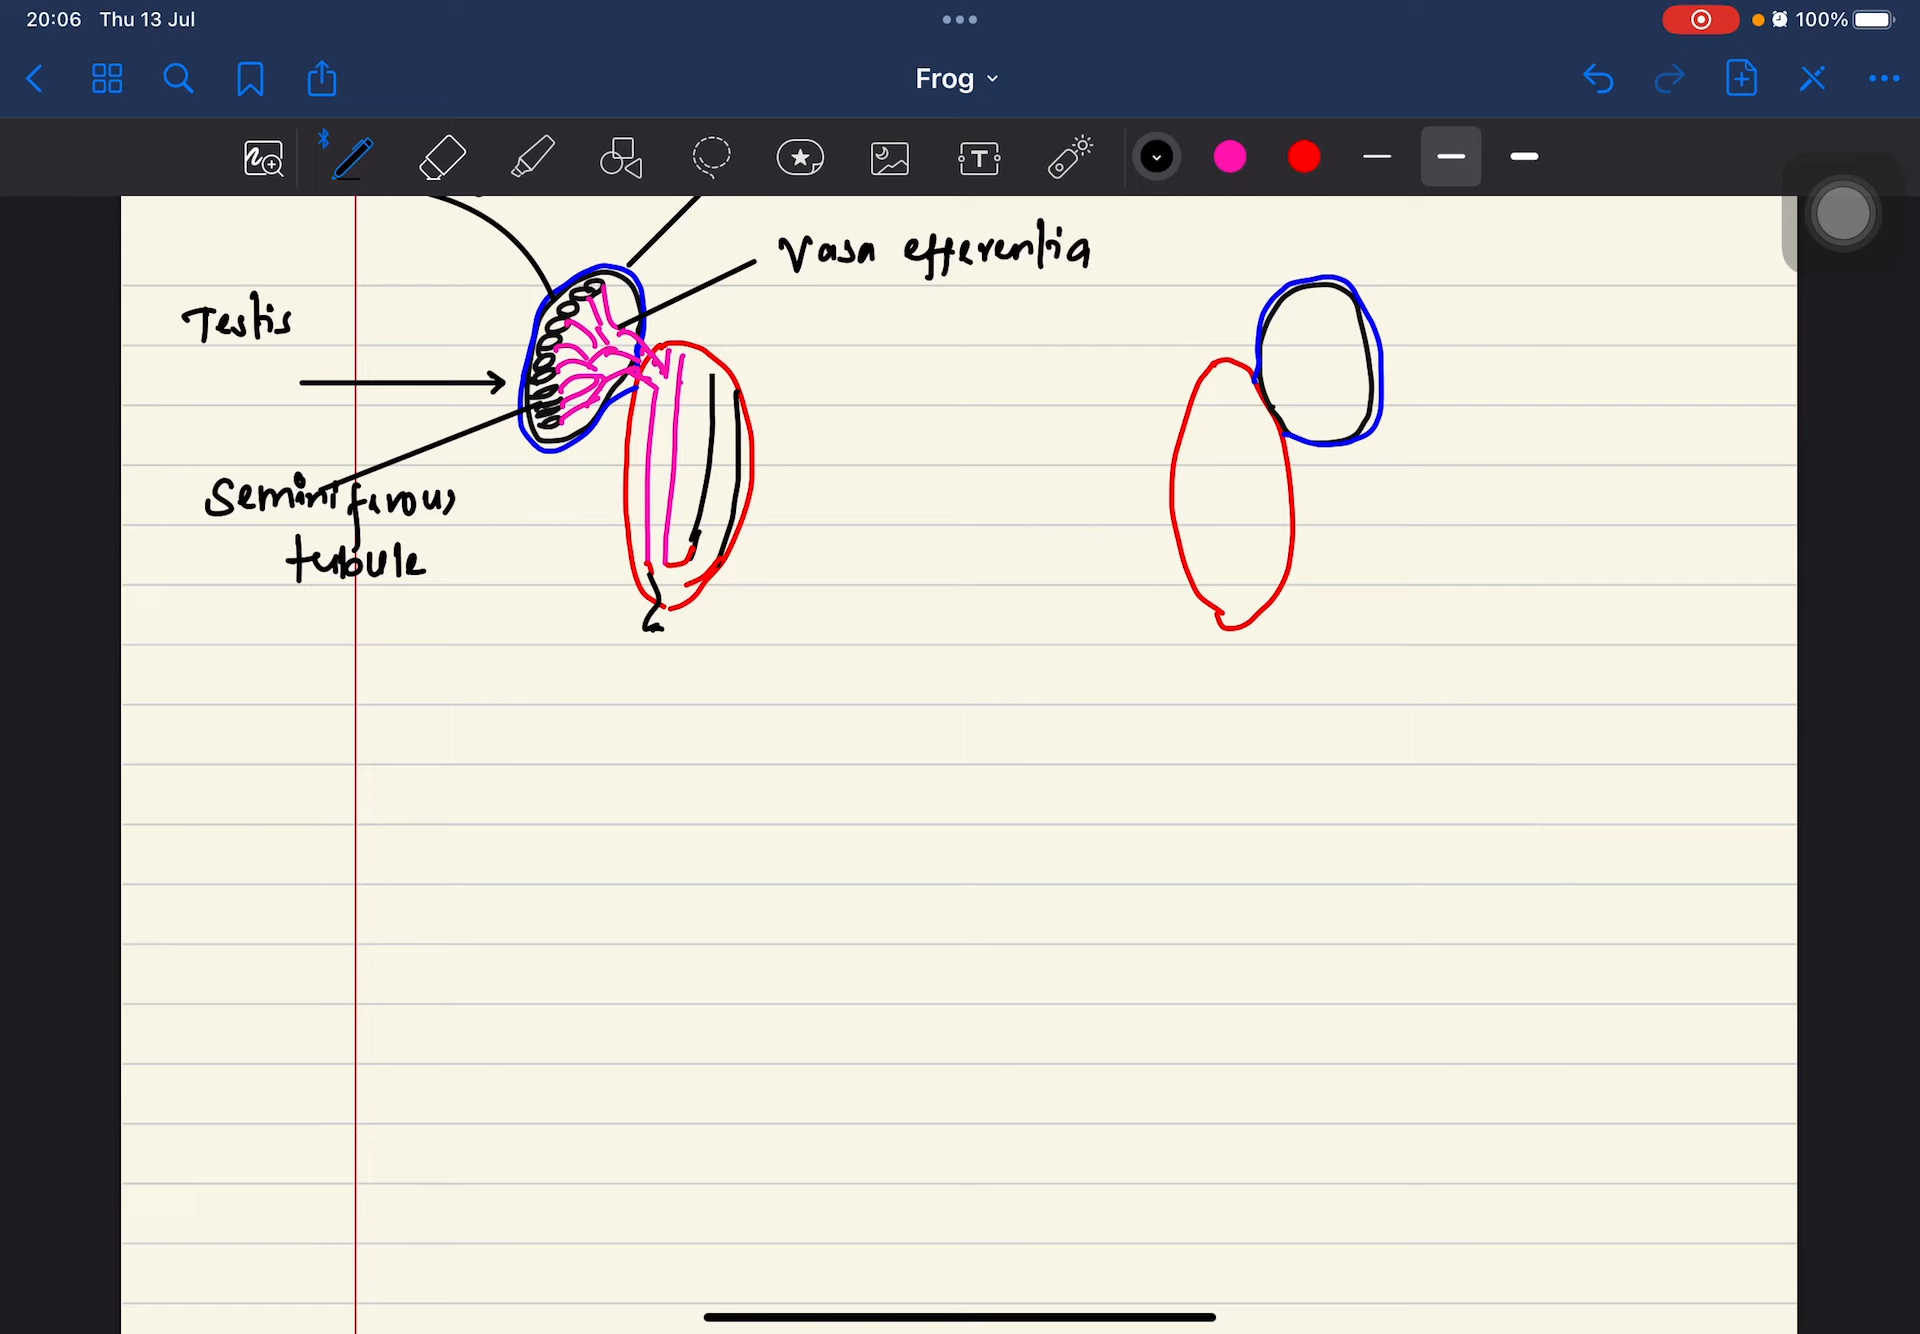 20:06 Thu 13 Jul
100%
Frog
Vasa efferentia
Testis
Seminiferous
tubule